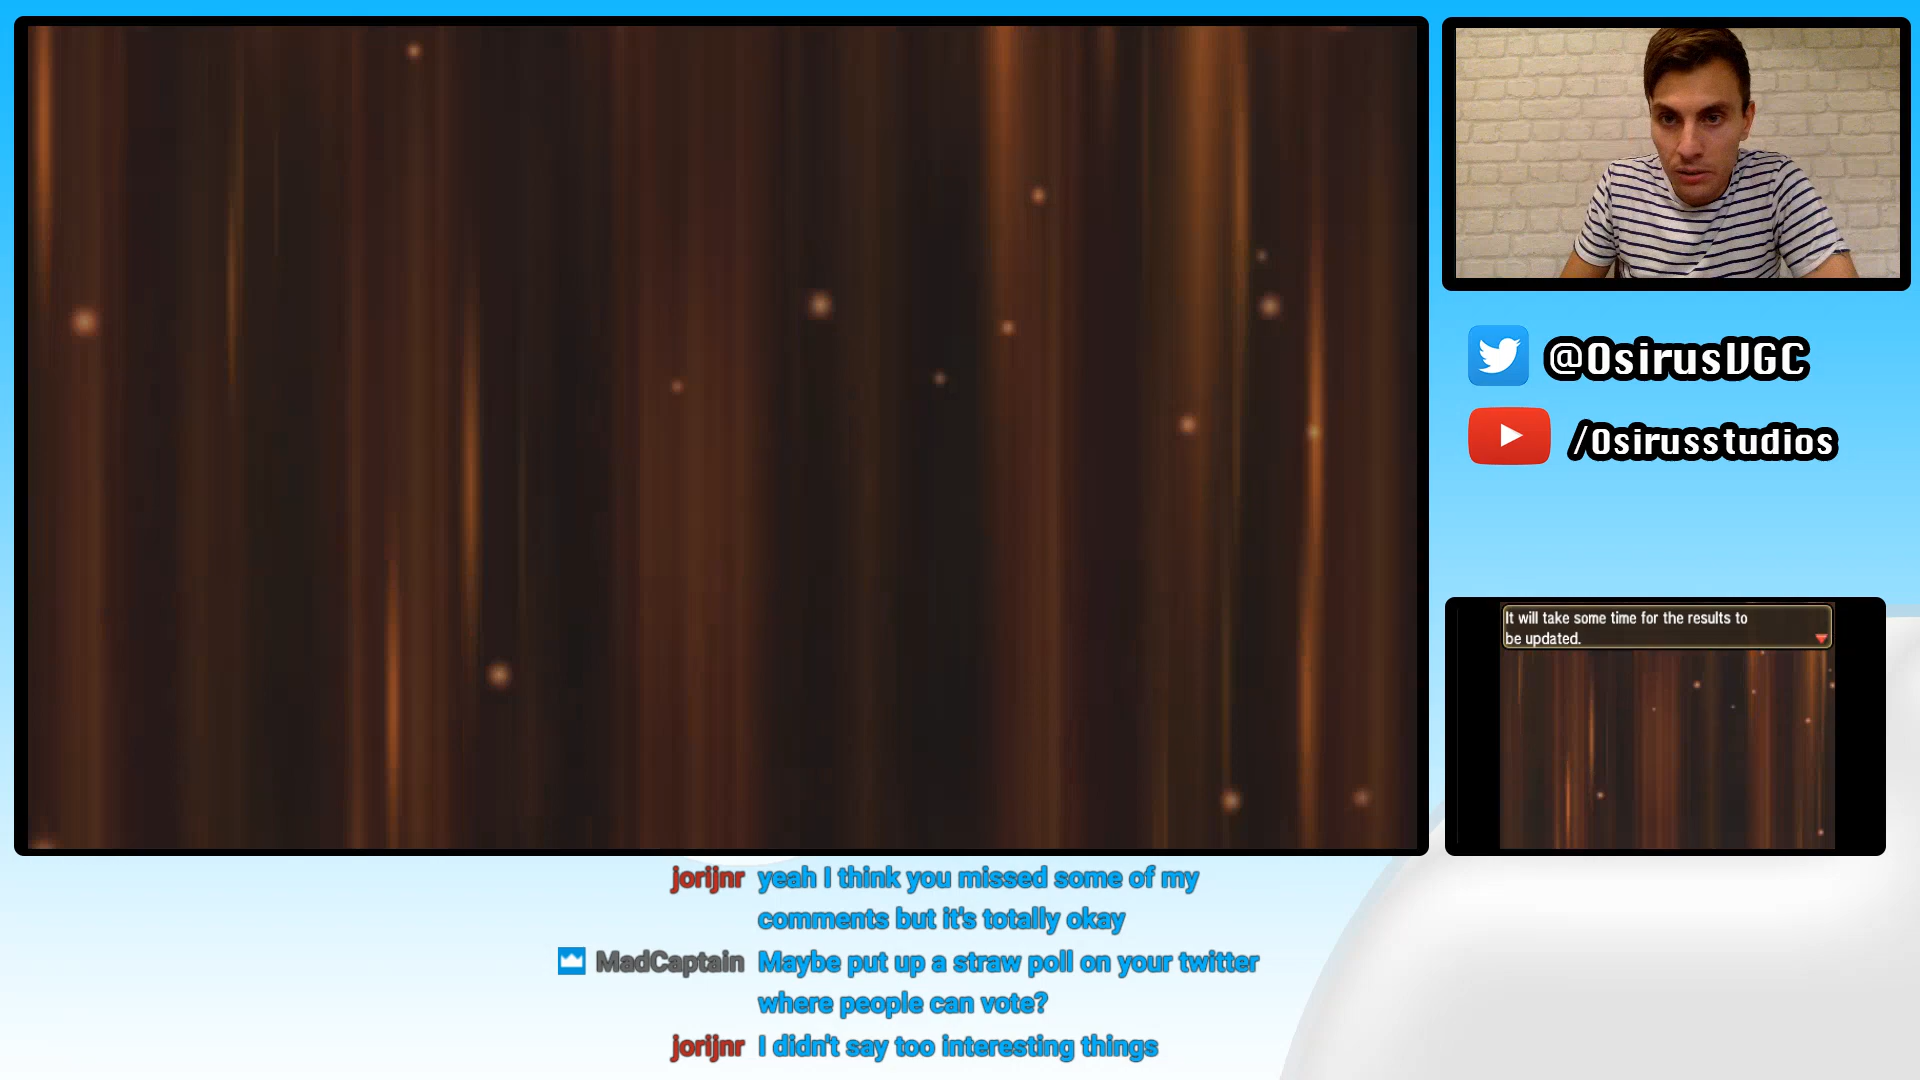 @OsirusVGC
/Osirusstudios
It will take some time for the results to
be updated.
jorijnr yeah I think you missed some of my
comments but it's totally okay
MadCaptain Maybe put up a straw poll on your twitter
where people can vote?
jorijnr I didn't say too interesting things